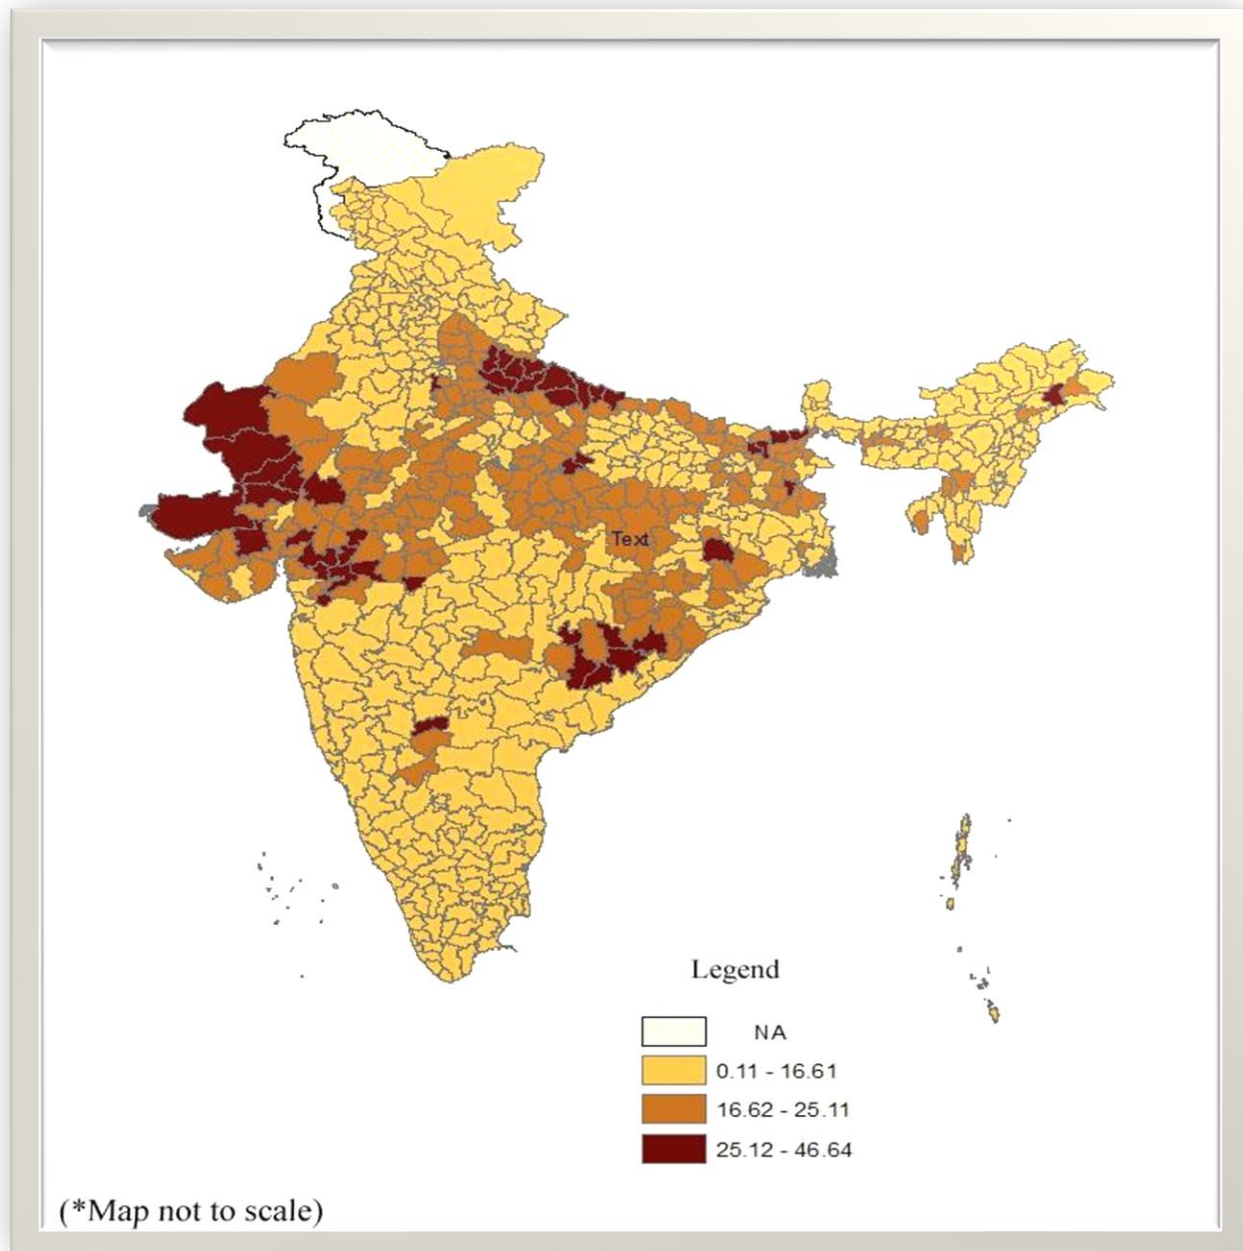 Text
Legend
NA
0.11 - 16.61
16.62 - 25.11
25.12 - 46.64
(*Map not to scale)